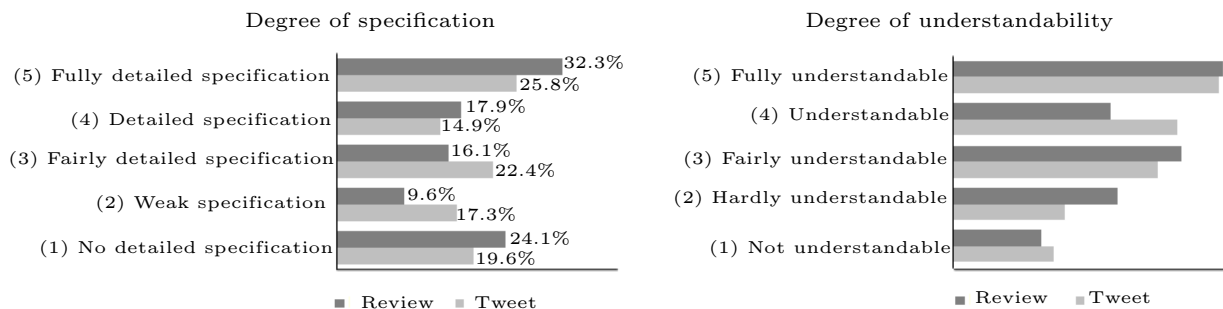 Degree of specification
(5) Fully detailed specification
32.3%
25.8%
(4) Detailed specification
17.9%
14.9%
(3) Fairly detailed specification
16.1%
22.4%
(2) Weak specification
9.6%
17.3%
(1) No detailed specification
24.1%
19.6%
Review Tweet
Degree of understandability
(5) Fully understandable
(4) Understandable
(3) Fairly understandable
(2) Hardly understandable
(1) Not understandable
Review Tweet